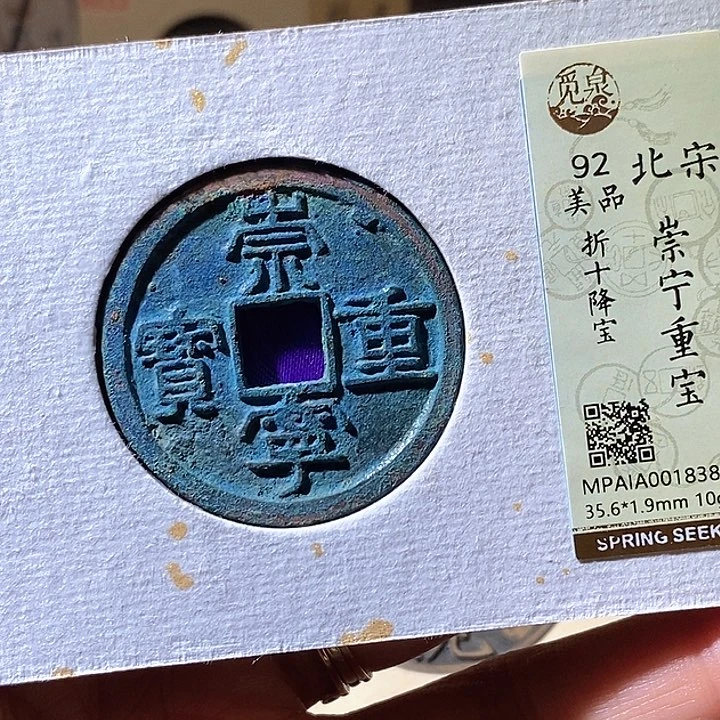 崇
重
寧
寶
觅泉
92
美品
折十降宝
北宋
崇宁重宝
MPAIA001838
35.6*1.9mm 10
SPRING SEEK